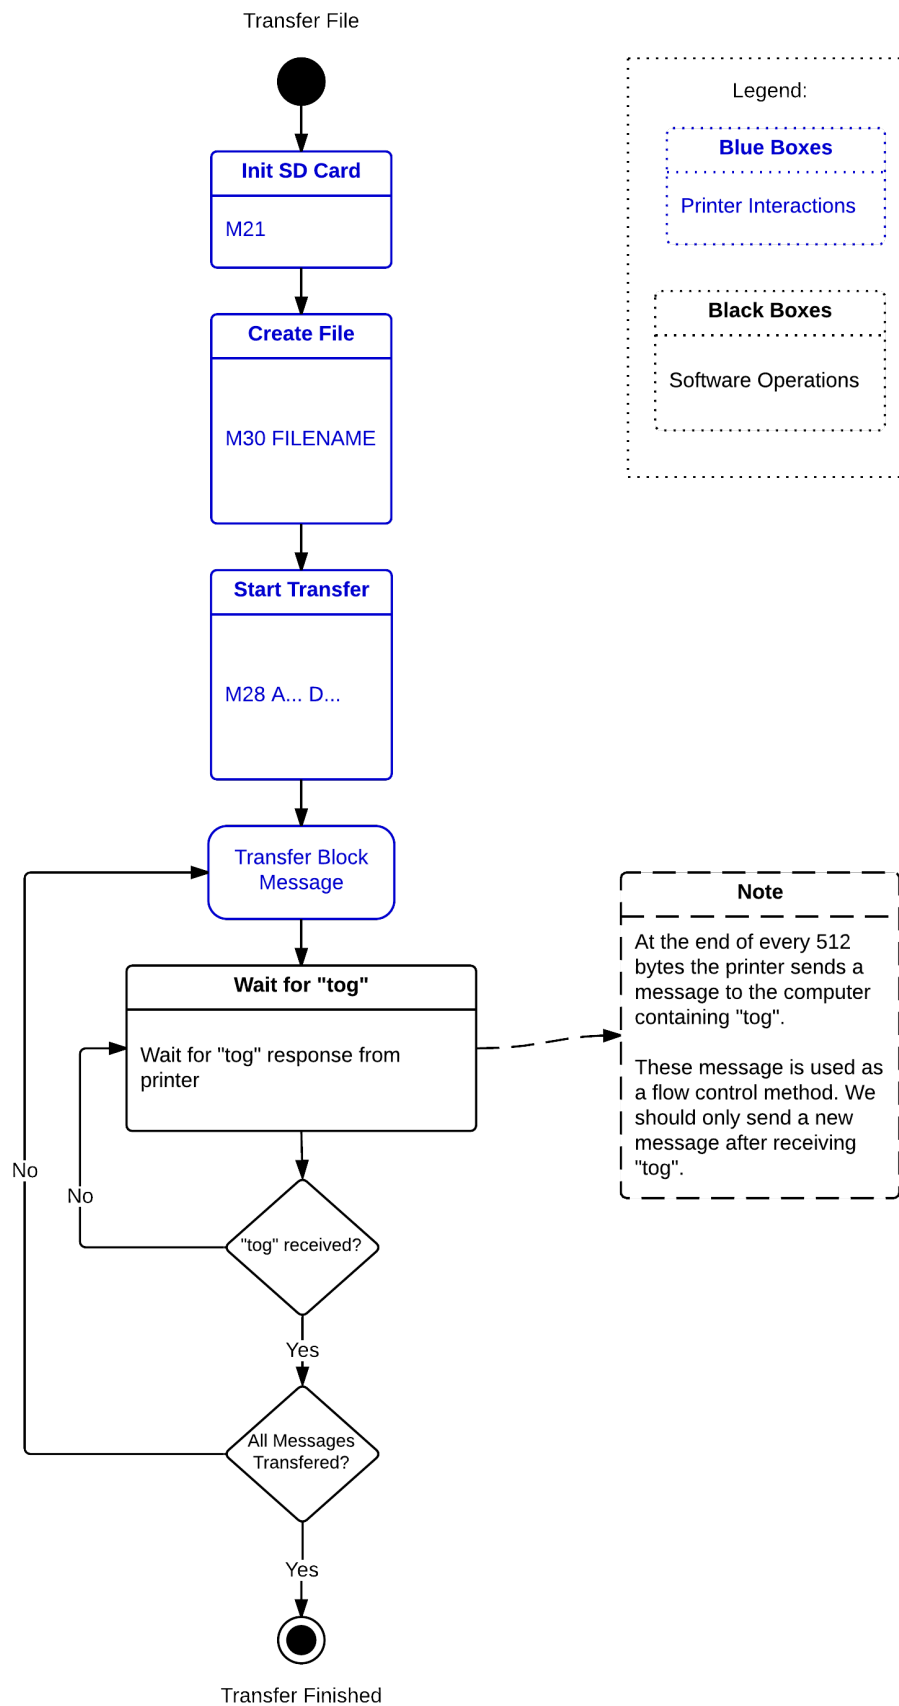 Transfer File
Legend:
Blue Boxes
Printer Interactions
Black Boxes
Software Operations
Init SD Card
M21
Create File
M30 FILENAME
Start Transfer
M28 A... D...
Transfer Block
Message
Wait for "tog"
Wait for "tog" response from
printer
Note
At the end of every 512
bytes the printer sends a
message to the computer
containing "tog".
These message is used as
a flow control method. We
should only send a new
message after receiving
"tog".
No
No
"tog" received?
Yes
All Messages
Transfered?
Yes
Transfer Finished